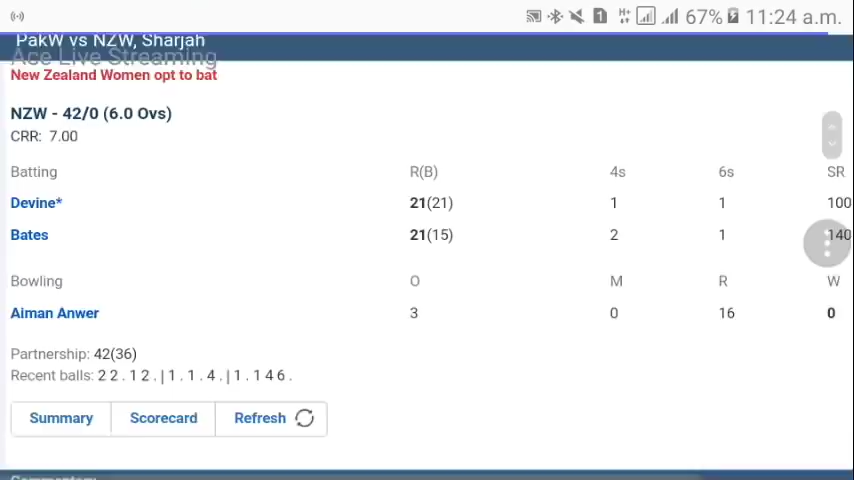 67% 11:24 a.m.
PakW vs NZW, Sharjah
Ace Live Streaming
New Zealand Women opt to bat
NZW - 42/0 (6.0 Ovs)
CRR: 7.00
Batting R(B) 4s 6s SR
Devine* 21(21) 1 1 100
Bates 21(15) 2 1 140
Bowling O M R W
Aiman Anwer 3 0 16 0
Partnership: 42(36)
Recent balls: 2 2 . 1 2 . | 1 . 1 . 4 . | 1 . 1 4 6 .
Summary Scorecard Refresh
Commentary